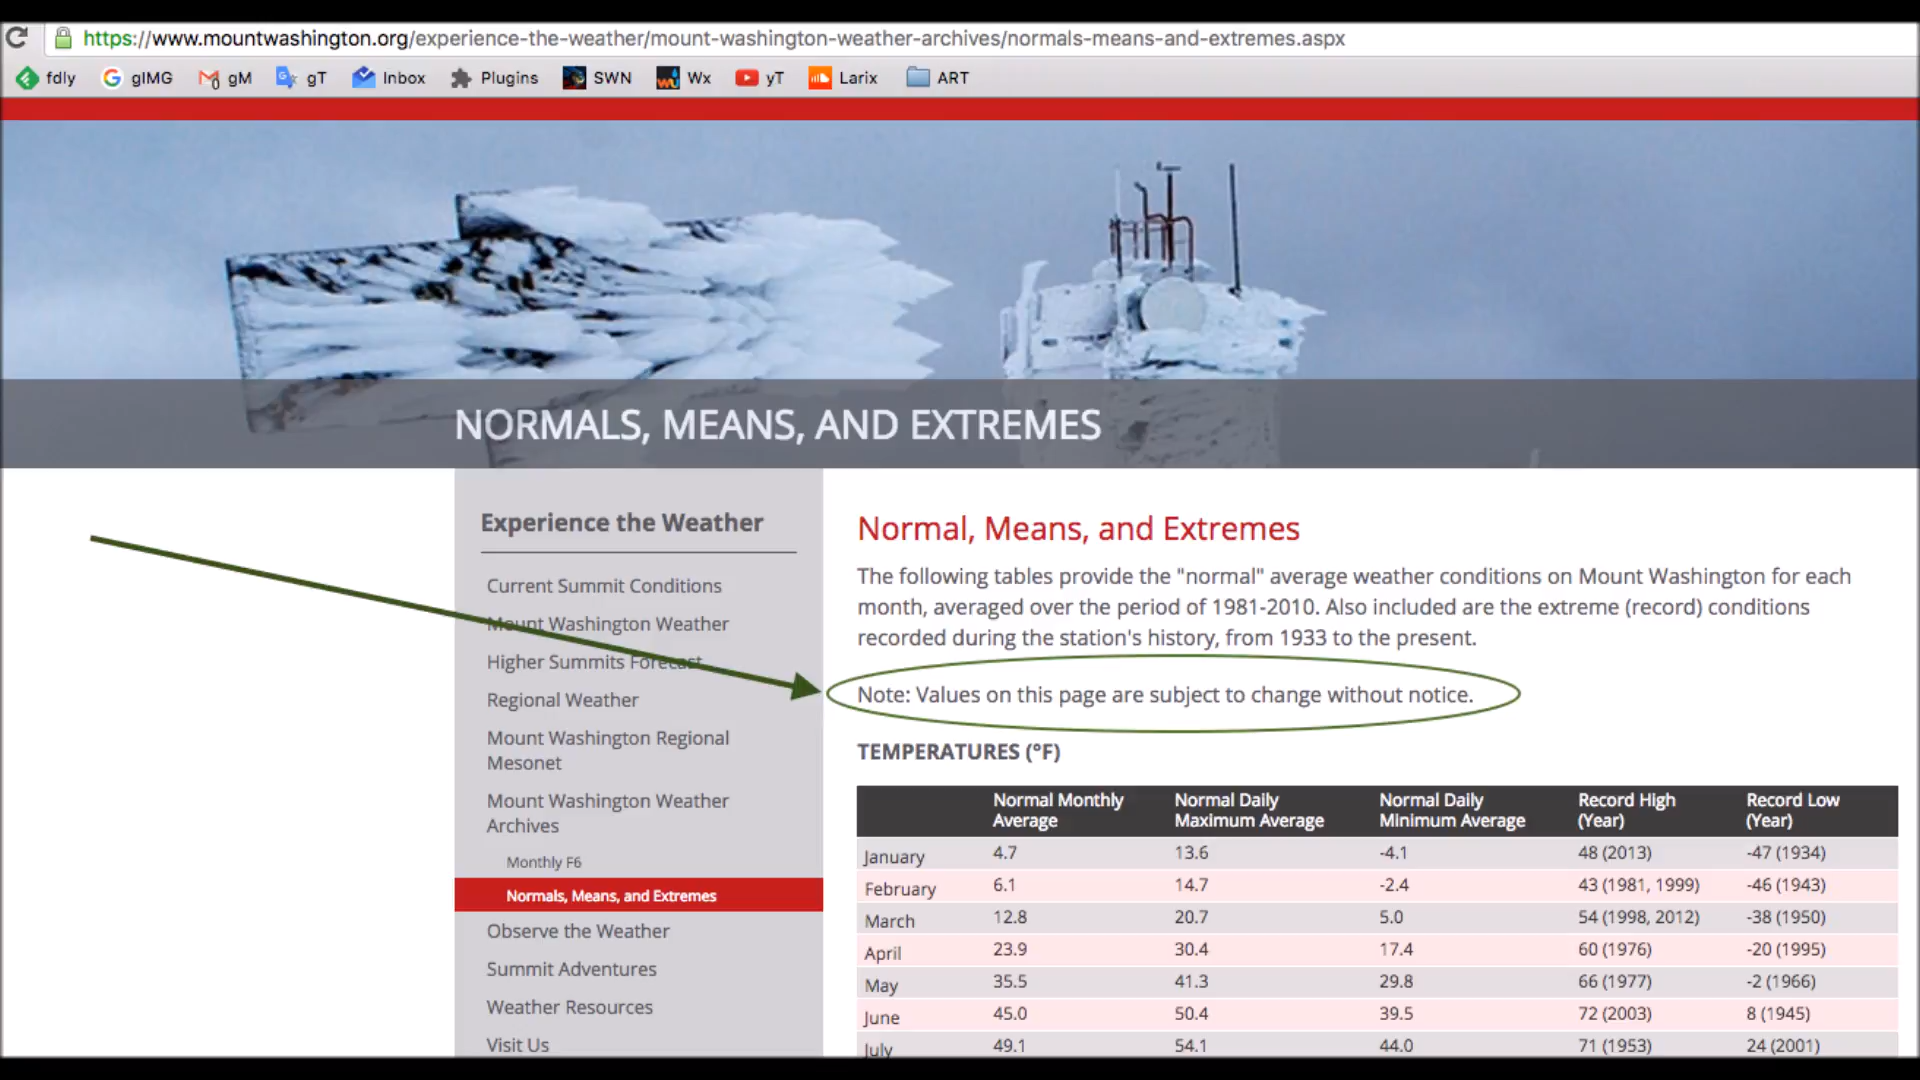 https://www.mountwashington.org/experience-the-weather/mount-washington-weather-archives/normals-means-and-extremes.aspx
fdly gIMG gM gT Inbox Plugins SWN Wx yT Larix ART
NORMALS, MEANS, AND EXTREMES
Experience the Weather
Current Summit Conditions
Mount Washington Weather
Higher Summits Forecast
Regional Weather
Mount Washington Regional
Mesonet
Mount Washington Weather
Archives
Monthly F6
Normals, Means, and Extremes
Observe the Weather
Summit Adventures
Weather Resources
Visit Us
Normal, Means, and Extremes
The following tables provide the "normal" average weather conditions on Mount Washington for each
month, averaged over the period of 1981-2010. Also included are the extreme (record) conditions
recorded during the station's history, from 1933 to the present.
Note: Values on this page are subject to change without notice.
TEMPERATURES (°F)
Normal Monthly Normal Daily Normal Daily Record High Record Low
Average Maximum Average Minimum Average (Year) (Year)
January 4.7 13.6 -4.1 48 (2013) -47 (1934)
February 6.1 14.7 -2.4 43 (1981, 1999) -46 (1943)
March 12.8 20.7 5.0 54 (1998, 2012) -38 (1950)
April 23.9 30.4 17.4 60 (1976) -20 (1995)
May 35.5 41.3 29.8 66 (1977) -2 (1966)
June 45.0 50.4 39.5 72 (2003) 8 (1945)
July 49.1 54.1 44.0 71 (1953) 24 (2001)